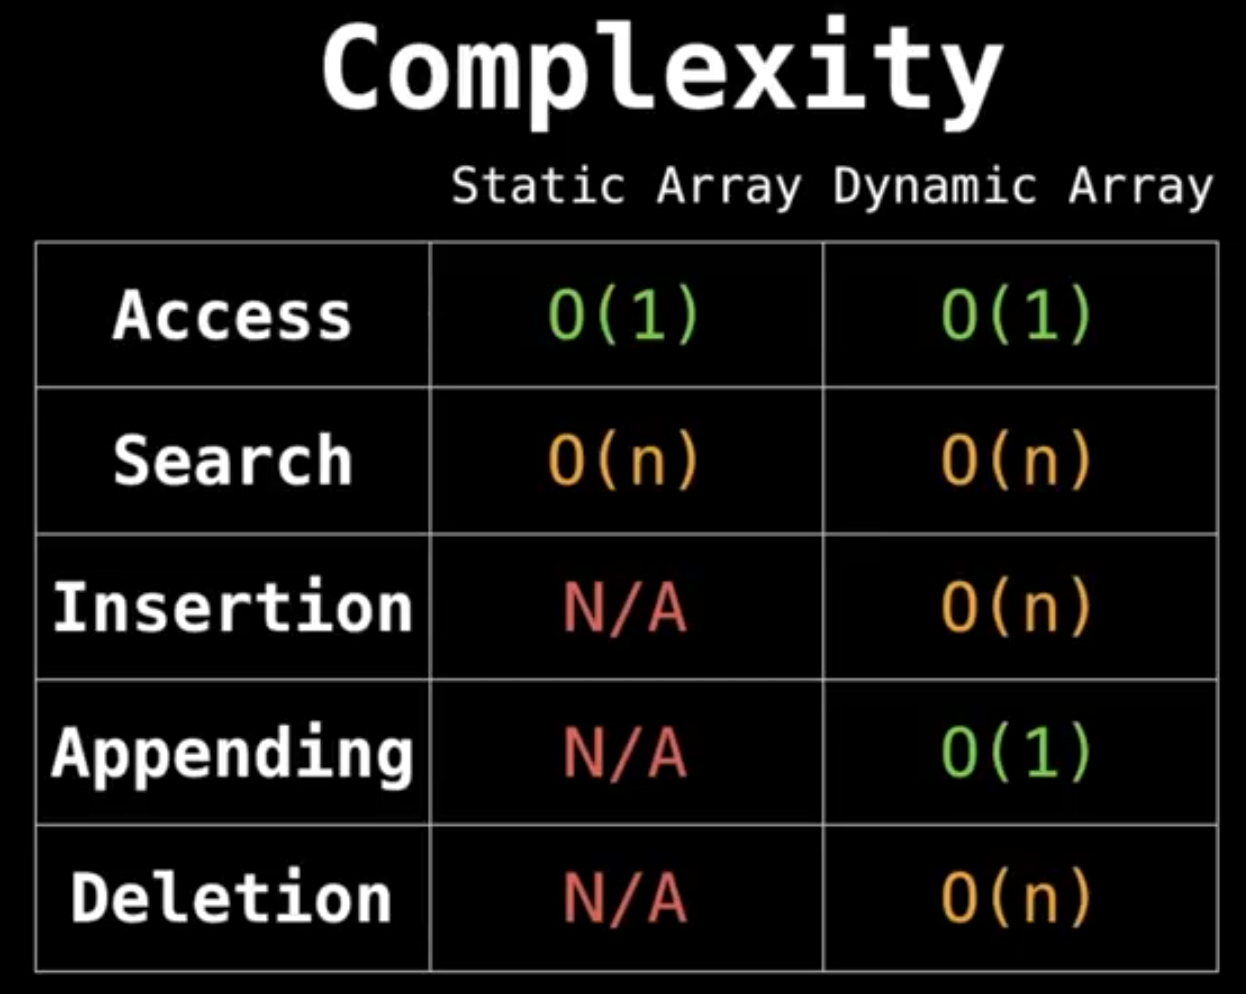 Complexity
Static Array Dynamic Array
Access O(1) O(1)
Search O(n) O(n)
Insertion N/A O(n)
Appending N/A O(1)
Deletion N/A O(n)